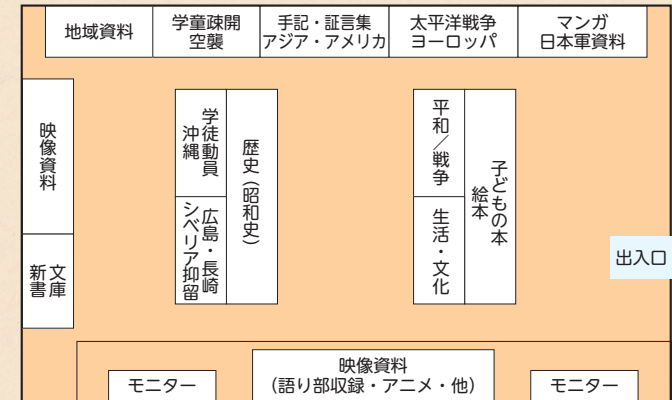 地域資料
学童疎開
空襲
手記・証言集
アジア・アメリカ
太平洋戦争
ヨーロッパ
マンガ
日本軍資料
映像資料
文庫
新書
学徒動員
沖縄
広島・長崎
シベリア抑留
歴史(昭和史)
平和/戦争
生活・文化
子どもの本
絵本
出入口
モニター
映像資料
(語り部収録・アニメ・他)
モニター